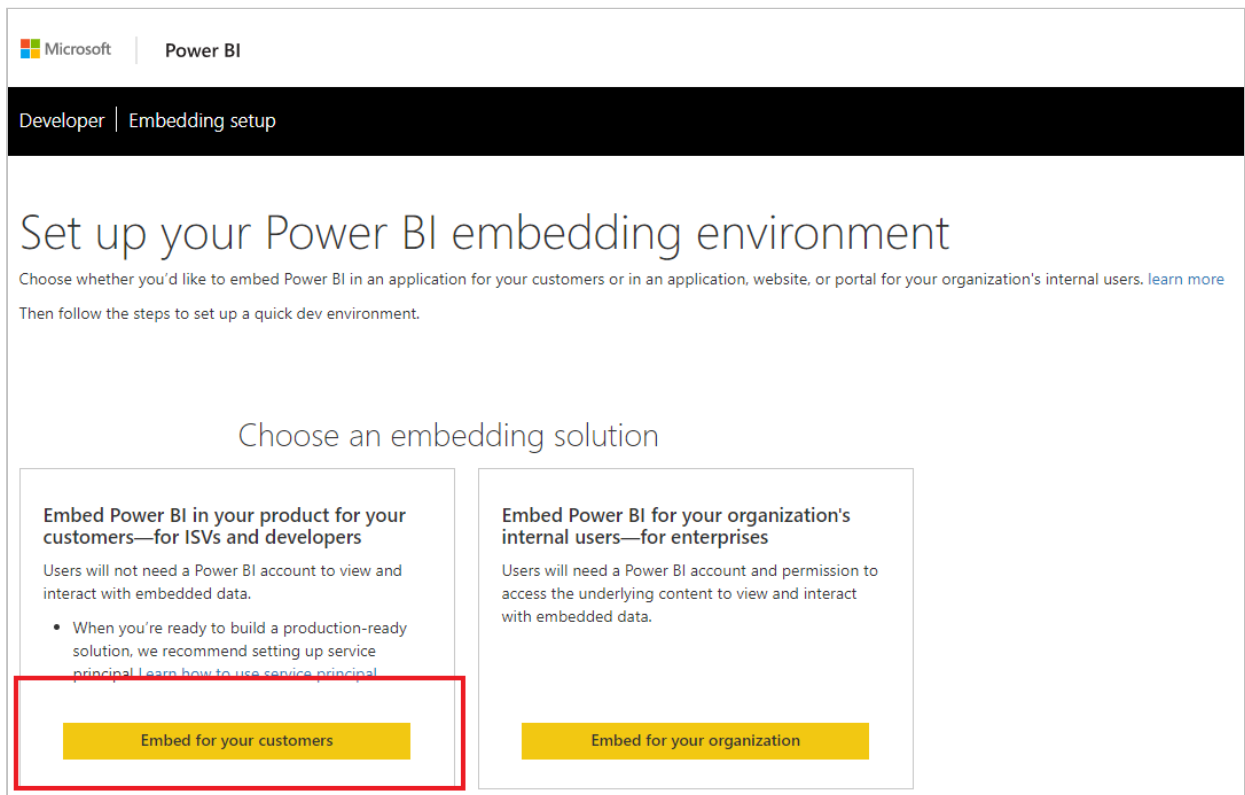 Microsoft
Power BI
Developer | Embedding setup
Set up your Power BI embedding environment
Choose whether you'd like to embed Power BI in an application for your customers or in an application, website, or portal for your organization's internal users. learn more
Then follow the steps to set up a quick dev environment.
Choose an embedding solution
Embed Power BI in your product for your
customers—for ISVs and developers
Users will not need a Power BI account to view and
interact with embedded data.
• When you're ready to build a production-ready
solution, we recommend setting up service
principal Learn how to use service principal
Embed for your customers
Embed Power BI for your organization's
internal users—for enterprises
Users will need a Power BI account and permission to
access the underlying content to view and interact
with embedded data.
Embed for your organization